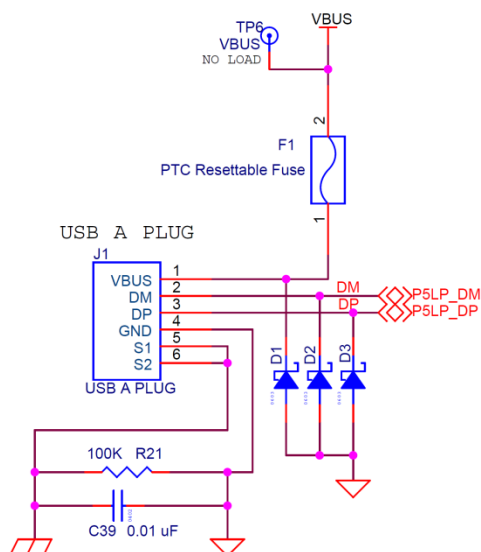 TP6
VBUS
VBUS
NO LOAD
2
F1
PTC Resettable Fuse
1
USB A PLUG
J1
VBUS 1
DM 2
DP 3
GND 4
S1 5
S2 6
USB A PLUG
DM P5LP_DM
DP P5LP_DP
D1 D2 D3
100K R21
C39 0.01 uF